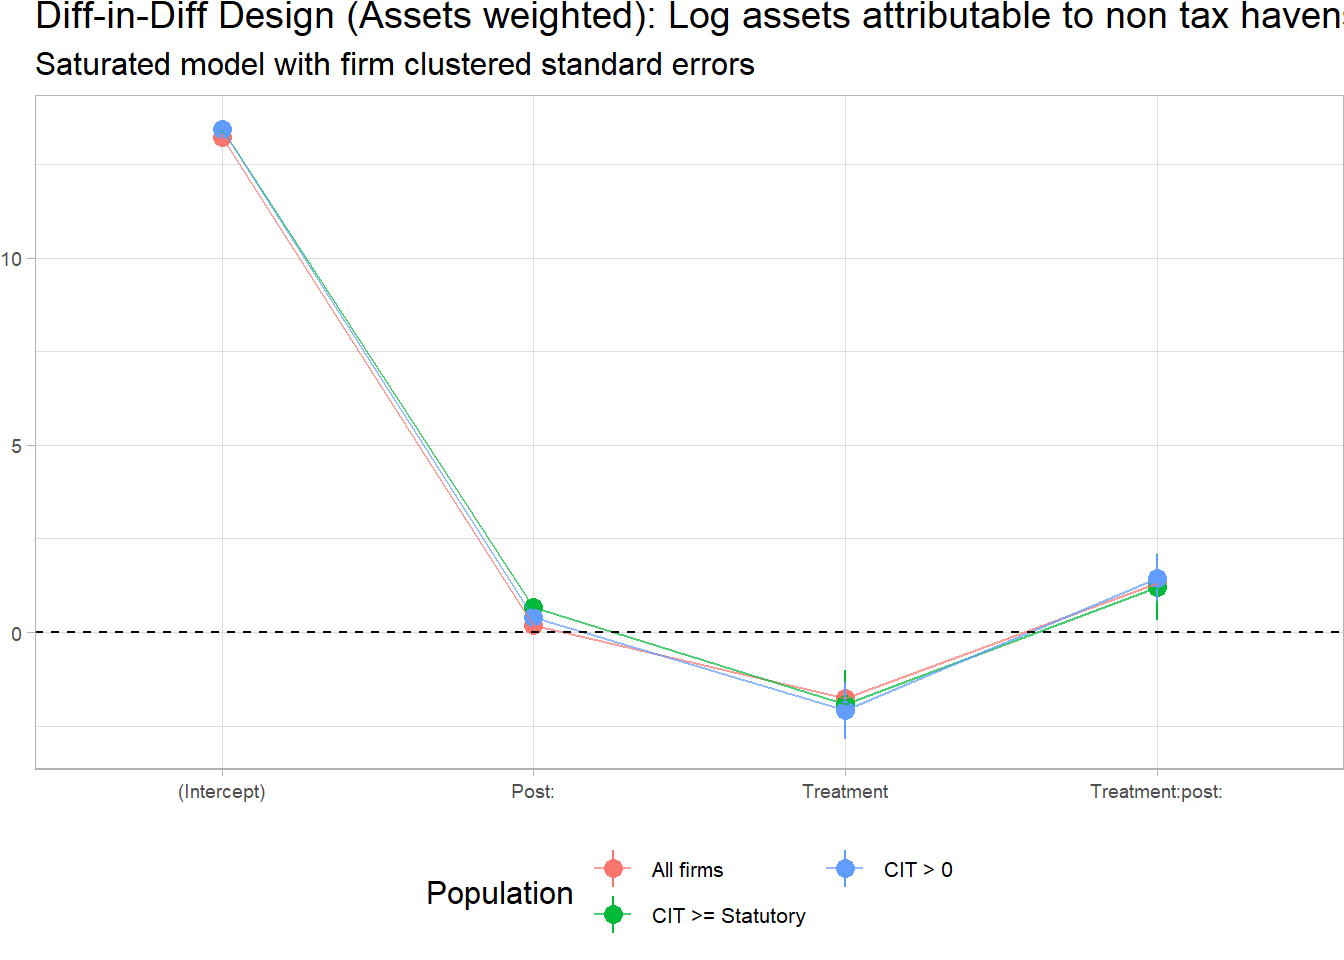 Diff-in-Diff Design (Assets weighted): Log assets attributable to non tax haven
Saturated model with firm clustered standard errors
10
5
0
(Intercept) Post: Treatment Treatment:post:
Population
All firms CIT > 0
CIT >= Statutory